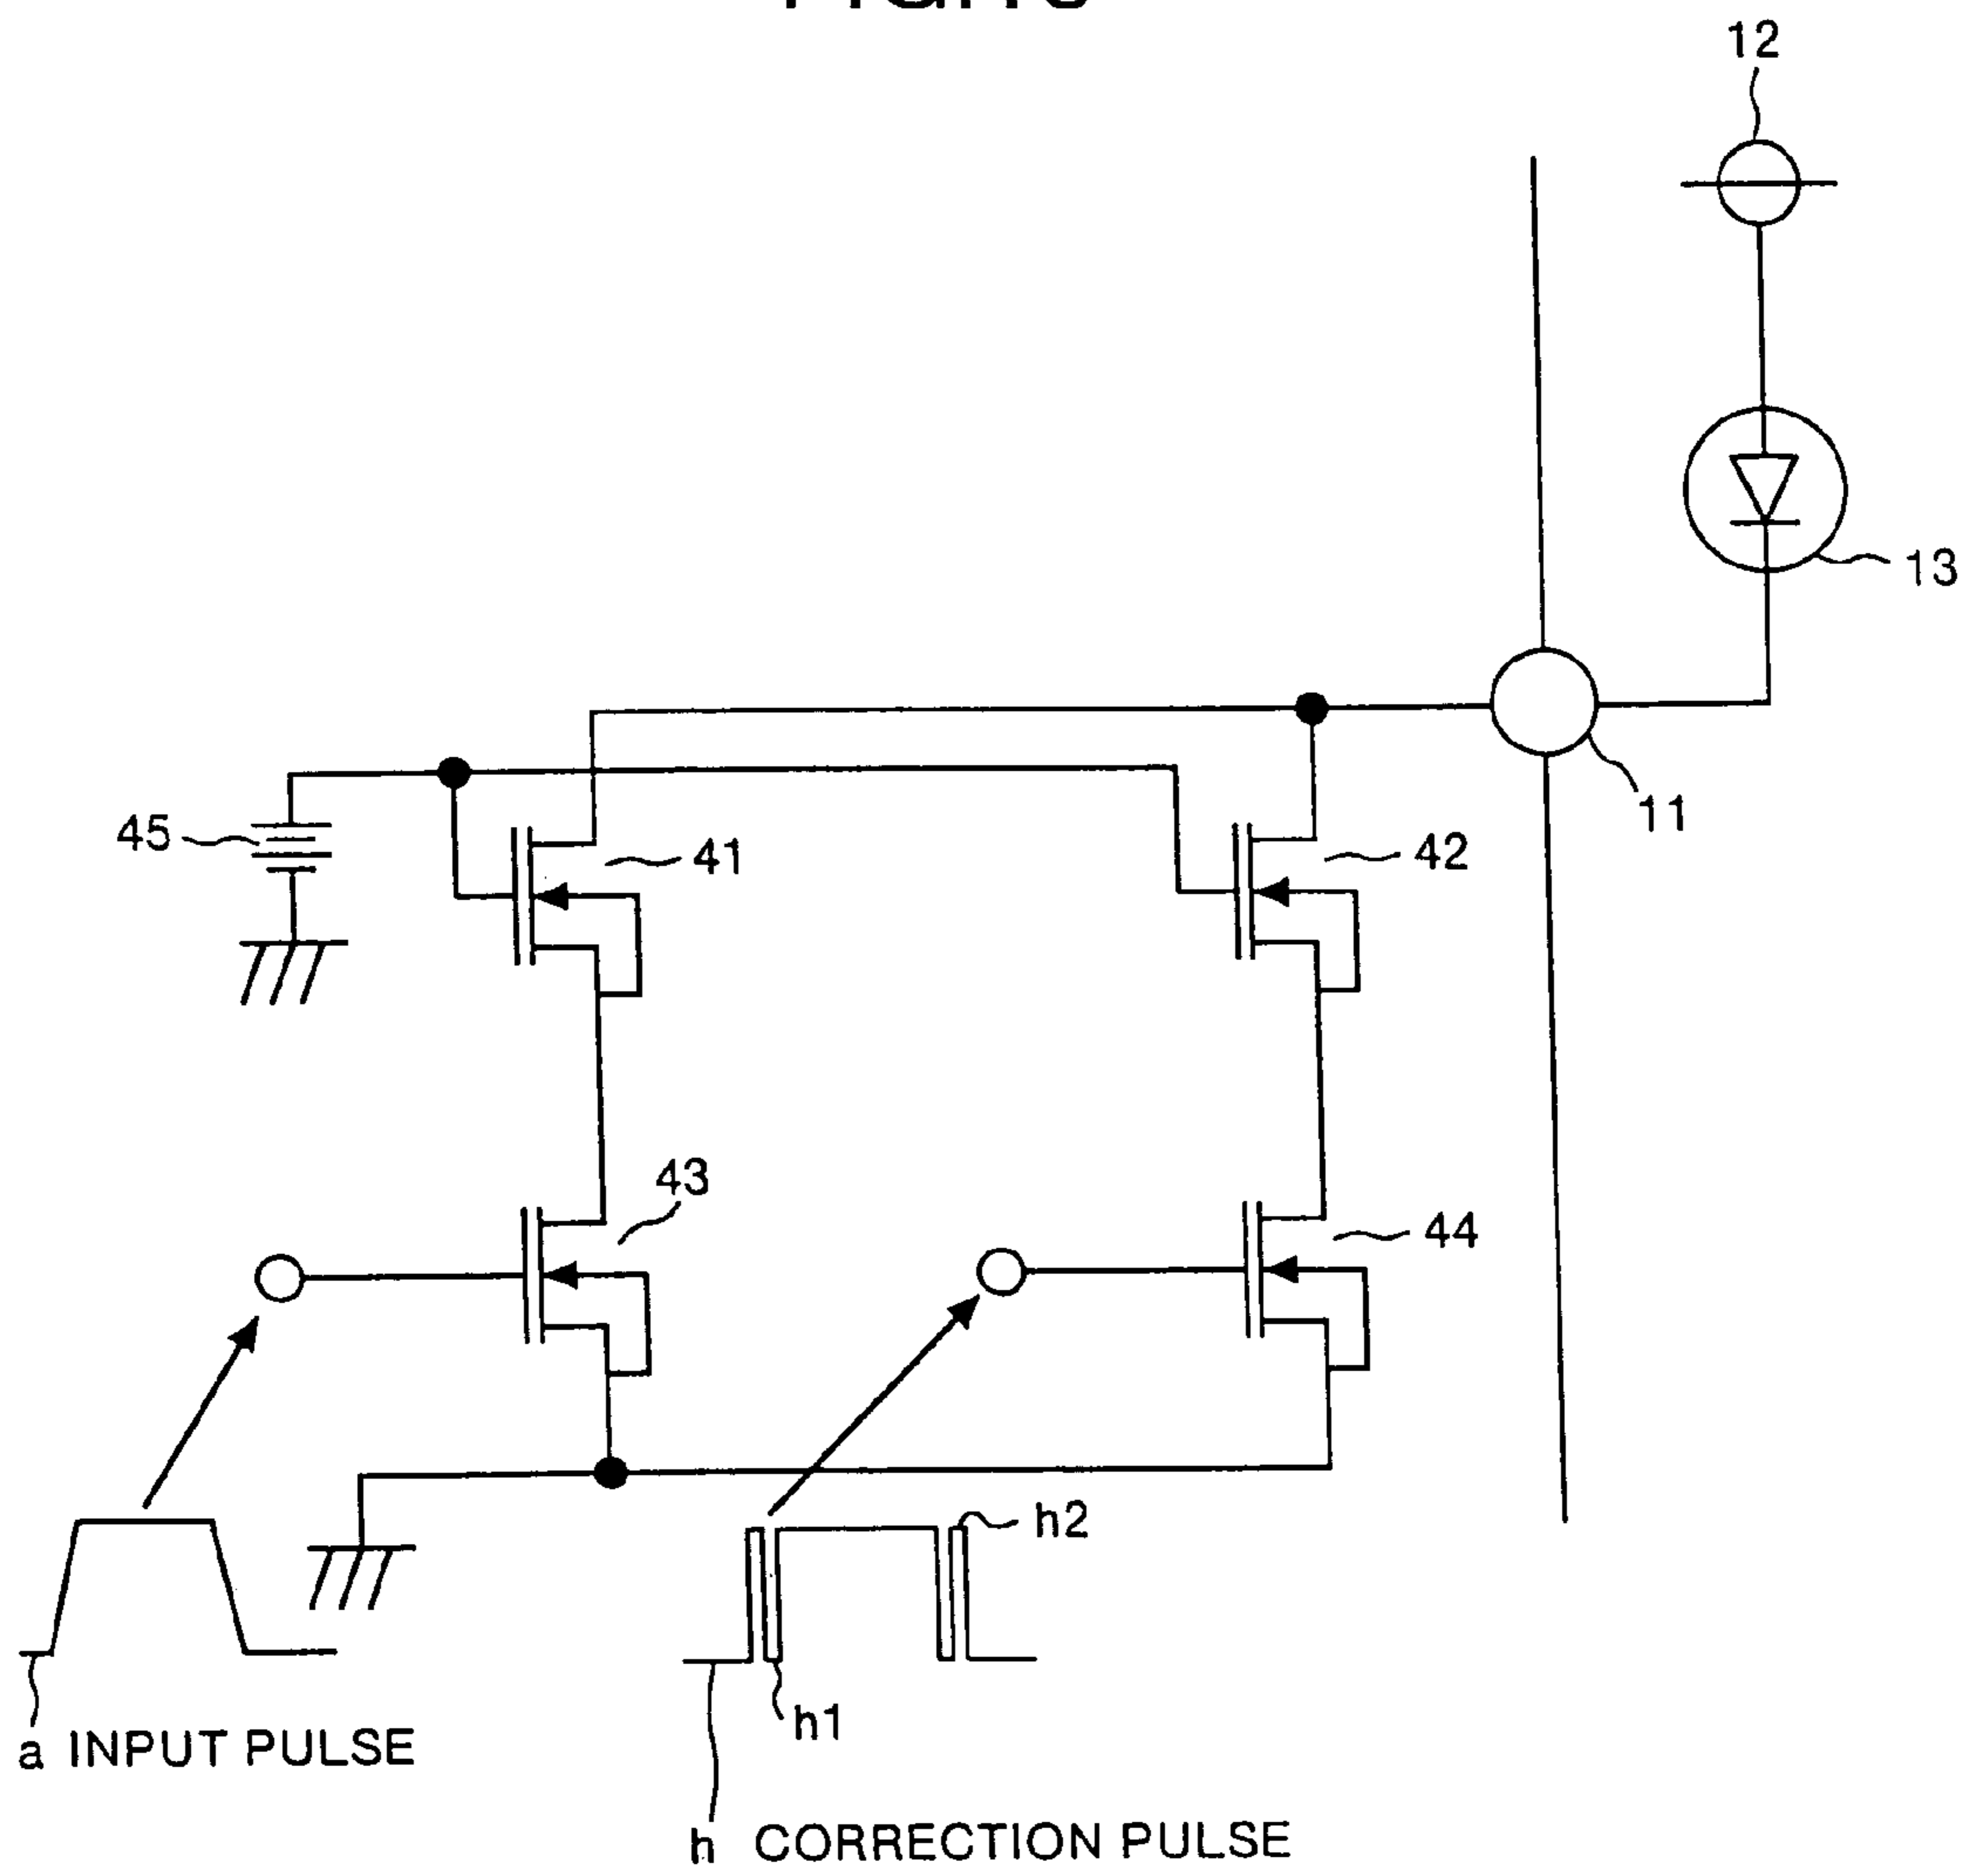 12
13
11
45
41
42
43
44
h2
h1
a INPUT PULSE
h CORRECTION PULSE